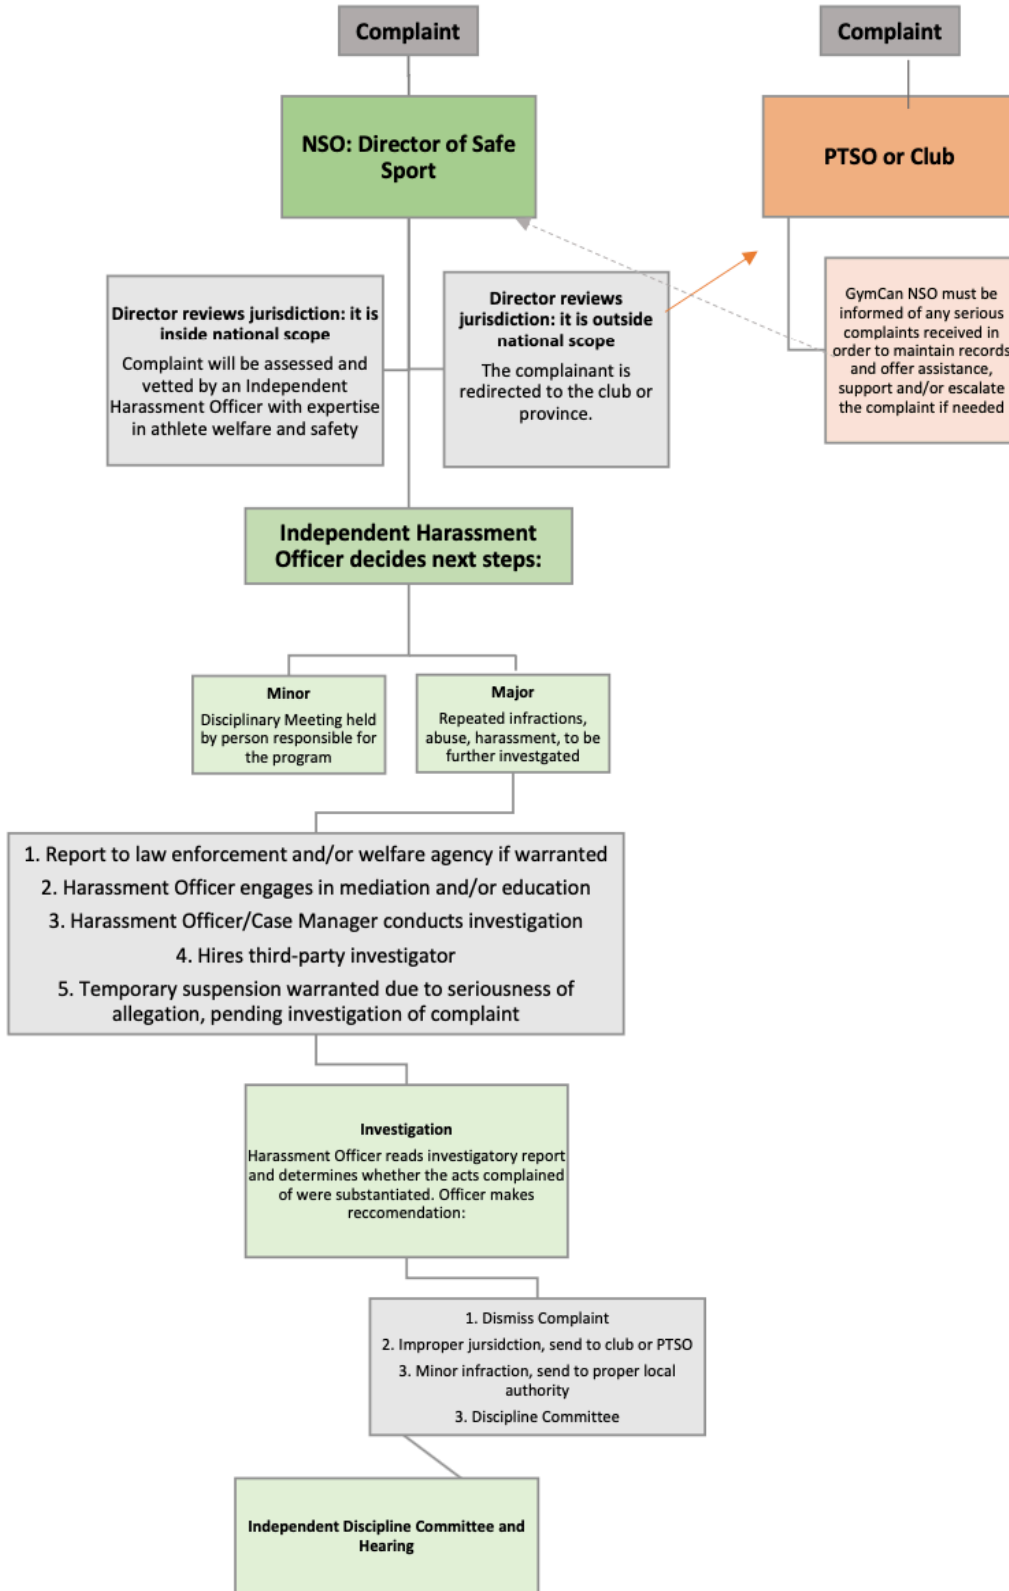 Complaint
Complaint
NSO: Director of Safe
Sport
PTSO or Club
Director reviews jurisdiction: it is
inside national scope
Complaint will be assessed and
vetted by an Independent
Harassment Officer with expertise
in athlete welfare and safety
Director reviews
jurisdiction: it is outside
national scope
The complainant is
redirected to the club or
province.
GymCan NSO must be
informed of any serious
complaints received in
order to maintain records
and offer assistance,
support and/or escalate
the complaint if needed
Independent Harassment
Officer decides next steps:
Minor
Disciplinary Meeting held
by person responsible for
the program
Major
Repeated infractions,
abuse, harassment, to be
further investgated
1. Report to law enforcement and/or welfare agency if warranted
2. Harassment Officer engages in mediation and/or education
3. Harassment Officer/Case Manager conducts investigation
4. Hires third-party investigator
5. Temporary suspension warranted due to seriousness of
allegation, pending investigation of complaint
Investigation
Harassment Officer reads investigatory report
and determines whether the acts complained
of were substantiated. Officer makes
reccomendation:
1. Dismiss Complaint
2. Improper jursidction, send to club or PTSO
3. Minor infraction, send to proper local
authority
3. Discipline Committee
Independent Discipline Committee and
Hearing